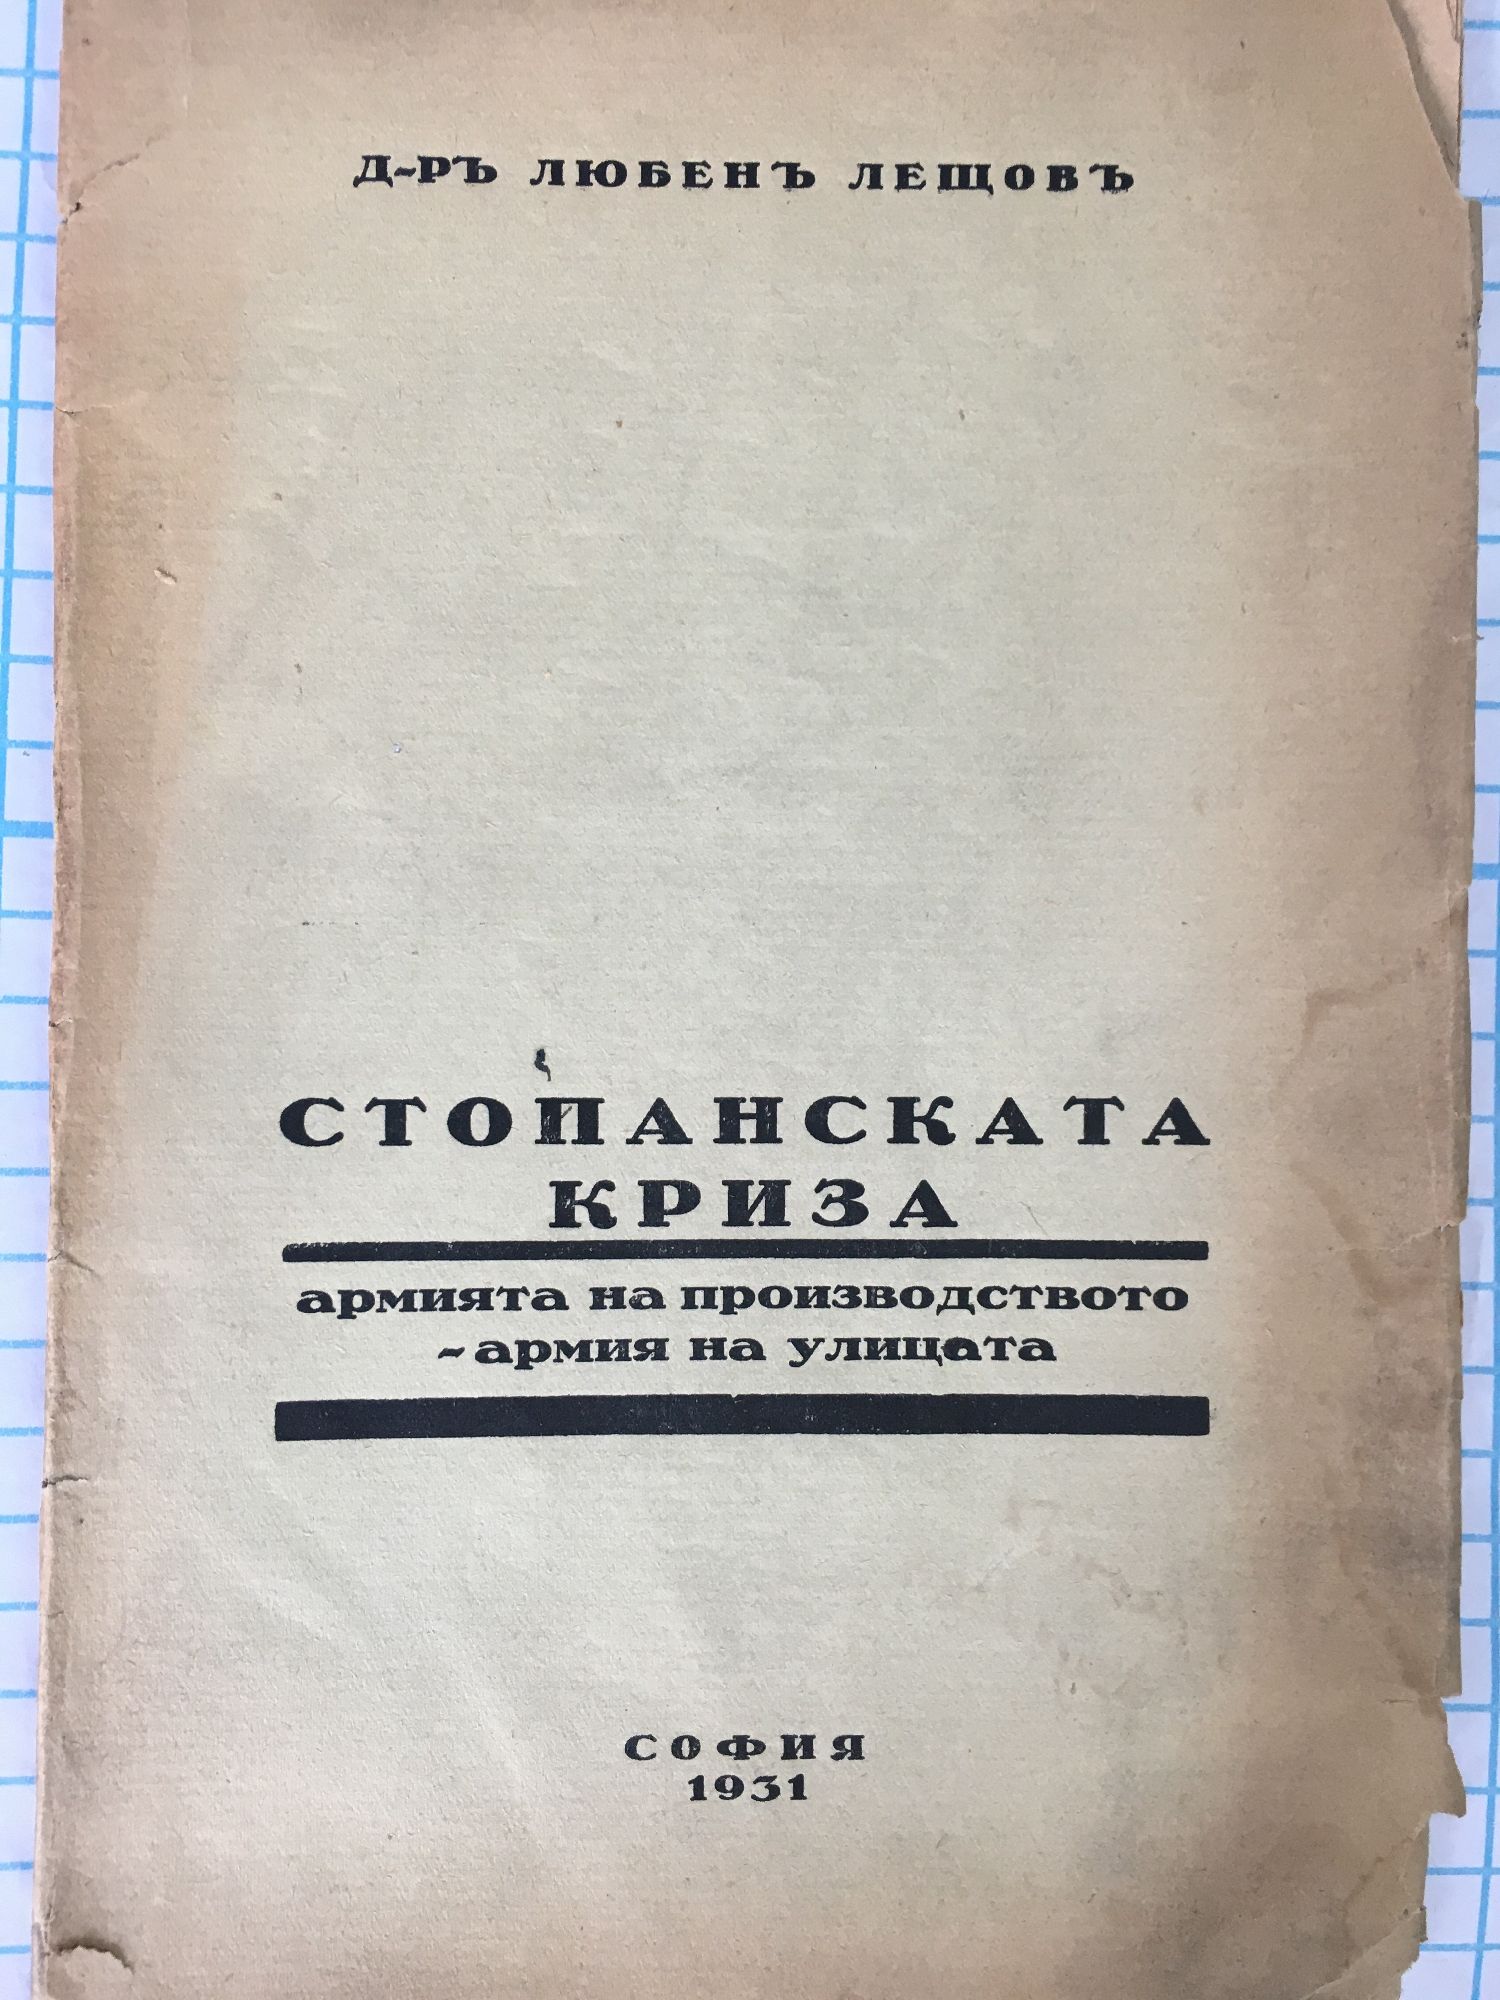 Д-РЪ ЛЮБЕНЪ ЛЕЩОВЪ
СТОПАНСКАТА
КРИЗА
армията на производството
-армия на улицата
СОФИЯ
1931